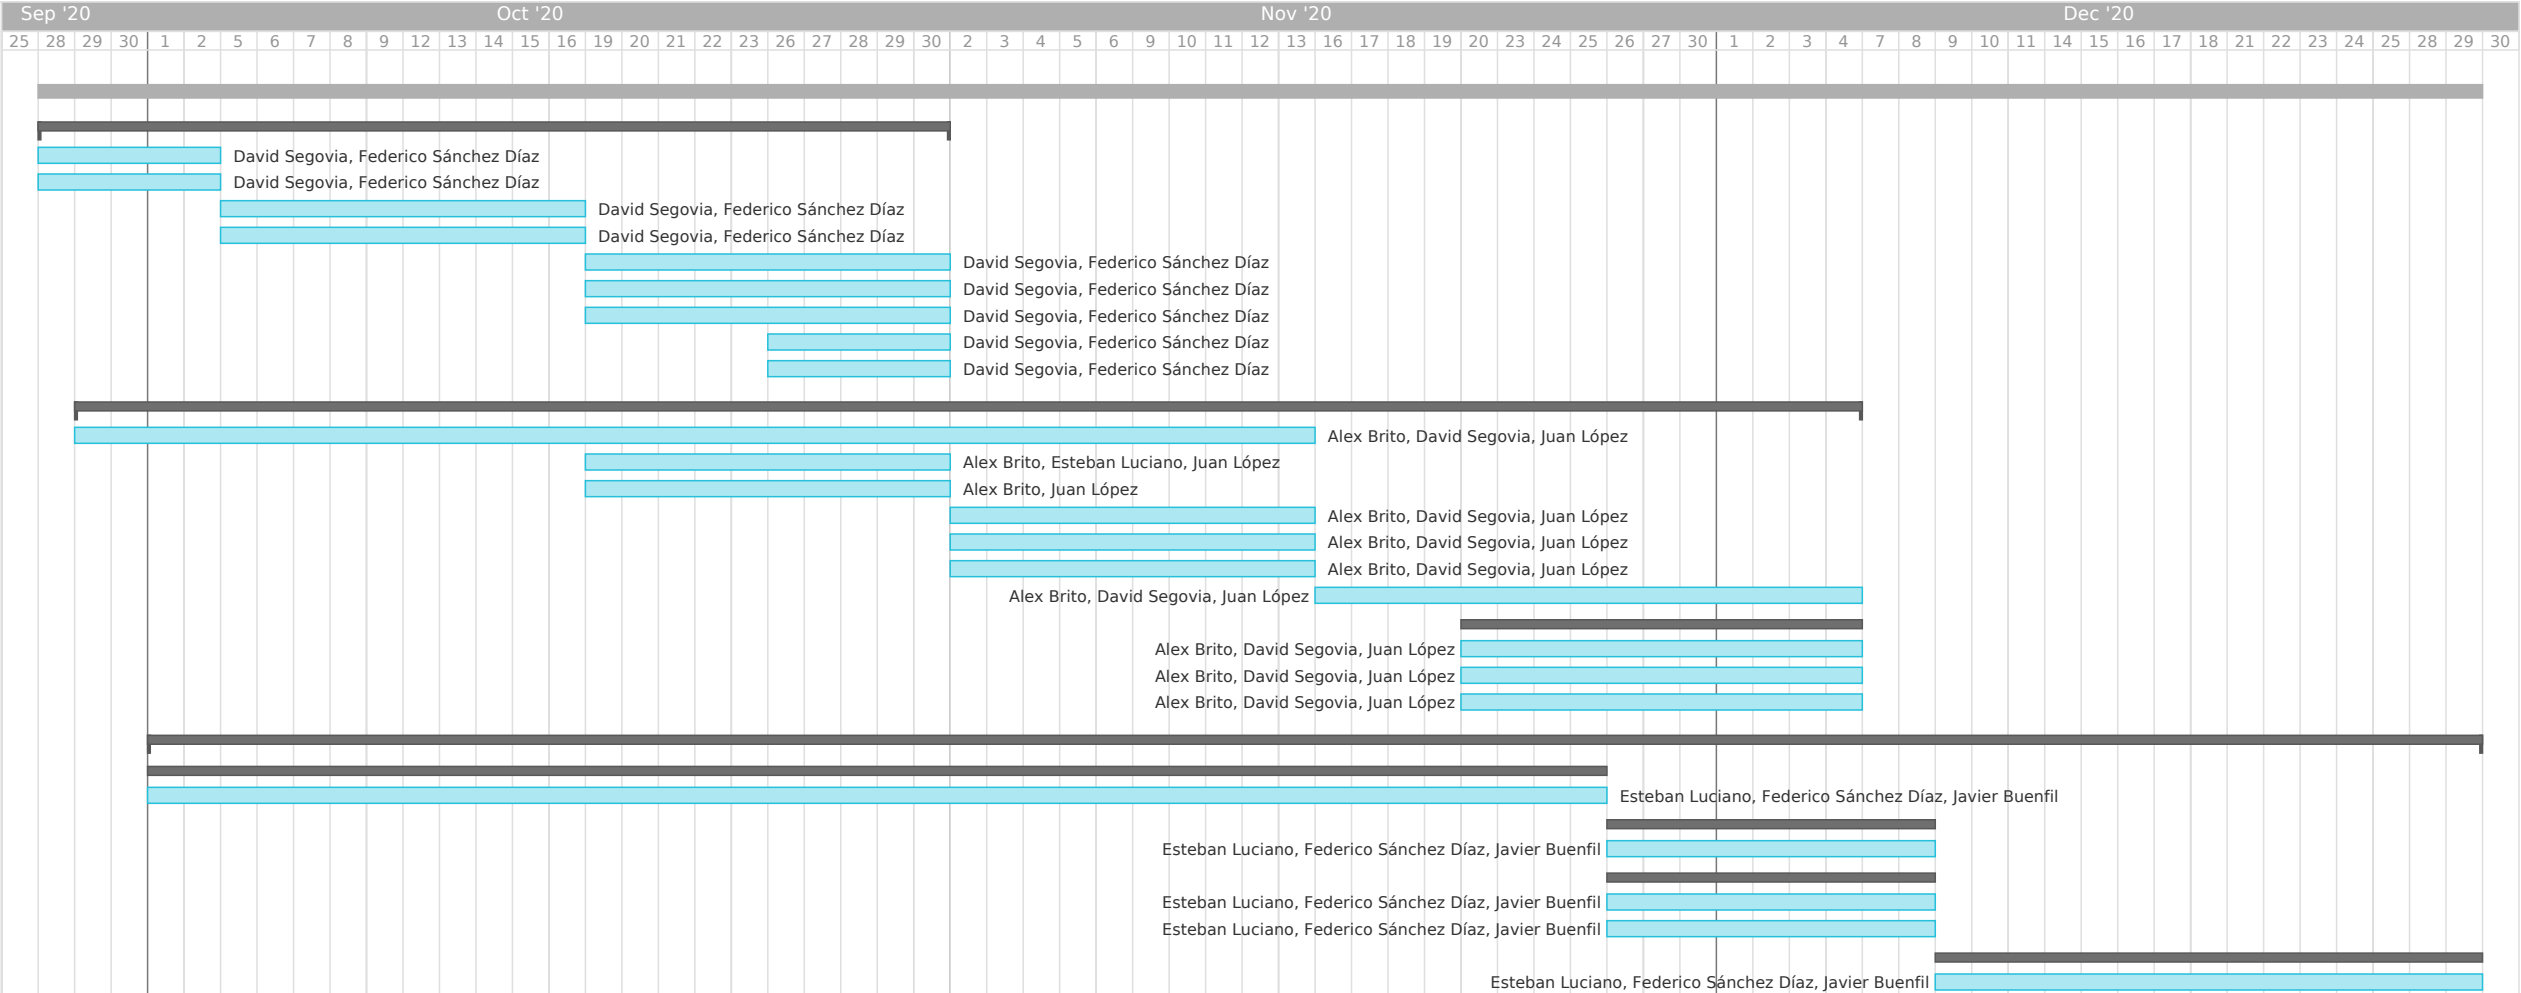 Sep '20 Oct '20 Nov '20 Dec '20
25 28 29 30 1 2 5 6 7 8 9 12 13 14 15 16 19 20 21 22 23 26 27 28 29 30 2 3 4 5 6 9 10 11 12 13 16 17 18 19 20 23 24 25 26 27 30 1 2 3 4 7 8 9 10 11 14 15 16 17 18 21 22 23 24 25 28 29 30
David Segovia, Federico Sánchez Díaz
David Segovia, Federico Sánchez Díaz
David Segovia, Federico Sánchez Díaz
David Segovia, Federico Sánchez Díaz
David Segovia, Federico Sánchez Díaz
David Segovia, Federico Sánchez Díaz
David Segovia, Federico Sánchez Díaz
David Segovia, Federico Sánchez Díaz
David Segovia, Federico Sánchez Díaz
Alex Brito, David Segovia, Juan López
Alex Brito, Esteban Luciano, Juan López
Alex Brito, Juan López
Alex Brito, David Segovia, Juan López
Alex Brito, David Segovia, Juan López
Alex Brito, David Segovia, Juan López
Alex Brito, David Segovia, Juan López
Alex Brito, David Segovia, Juan López
Alex Brito, David Segovia, Juan López
Alex Brito, David Segovia, Juan López
Esteban Luciano, Federico Sánchez Díaz, Javier Buenfil
Esteban Luciano, Federico Sánchez Díaz, Javier Buenfil
Esteban Luciano, Federico Sánchez Díaz, Javier Buenfil
Esteban Luciano, Federico Sánchez Díaz, Javier Buenfil
Esteban Luciano, Federico Sánchez Díaz, Javier Buenfil